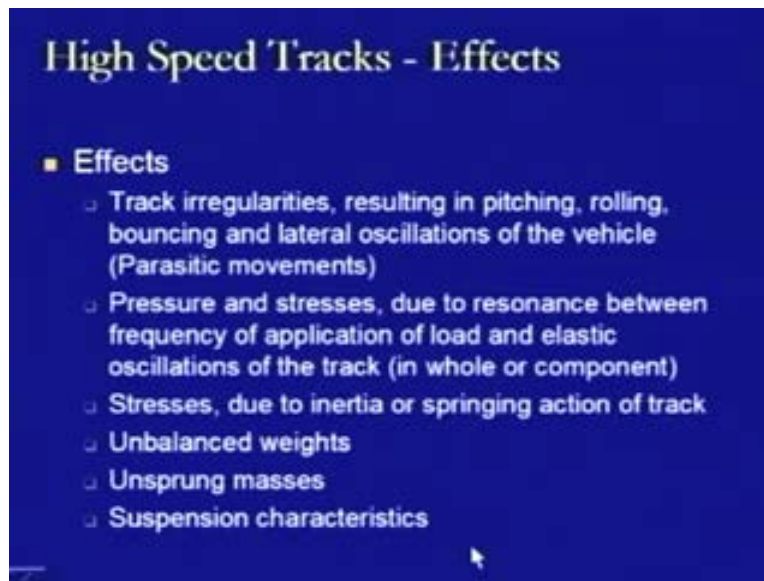 High Speed Tracks - Effects
Effects
Track irregularities, resulting in pitching, rolling,
bouncing and lateral oscillations of the vehicle
(Parasitic movements)
Pressure and stresses, due to resonance between
frequency of application of load and elastic
oscillations of the track (in whole or component)
Stresses, due to inertia or springing action of track
Unbalanced weights
Unsprung masses
Suspension characteristics